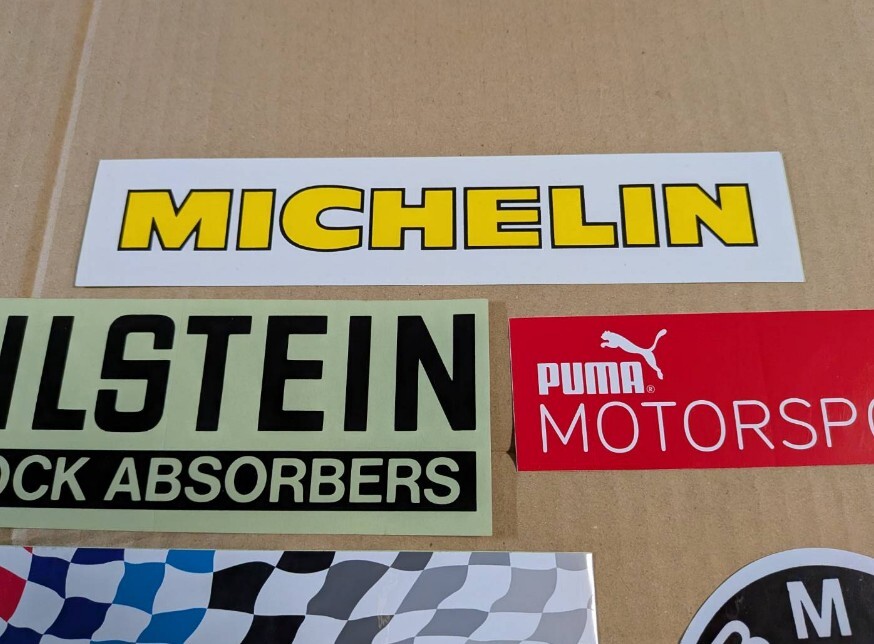 MICHELIN
ILSTEIN
OCK ABSORBERS
PUMA®
MOTORSPO
M